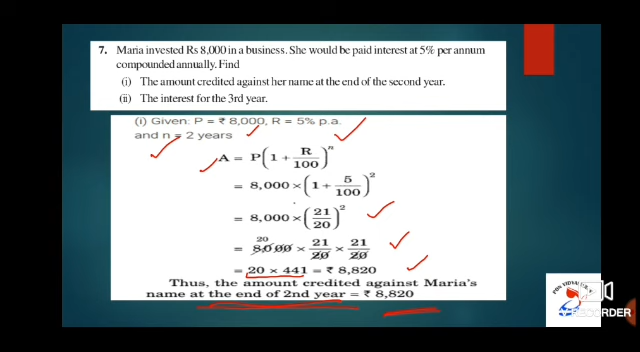 7. Maria invested Rs 8,000 in a business. She would be paid interest at 5% per annum
compounded annually. Find
(i) The amount credited against her name at the end of the second year.
(ii) The interest for the 3rd year.
(i) Given: P = ₹ 8,000, R = 5% p.a.
and n = 2 years
A = P(1 + R/100)^n
= 8,000 × (1 + 5/100)^2
= 8,000 × (21/20)^2
20
= 8,000 × 21/20 × 21/20
= 20 × 441 = ₹ 8,820
Thus, the amount credited against Maria's
name at the end of 2nd year = ₹ 8,820
RECORDER